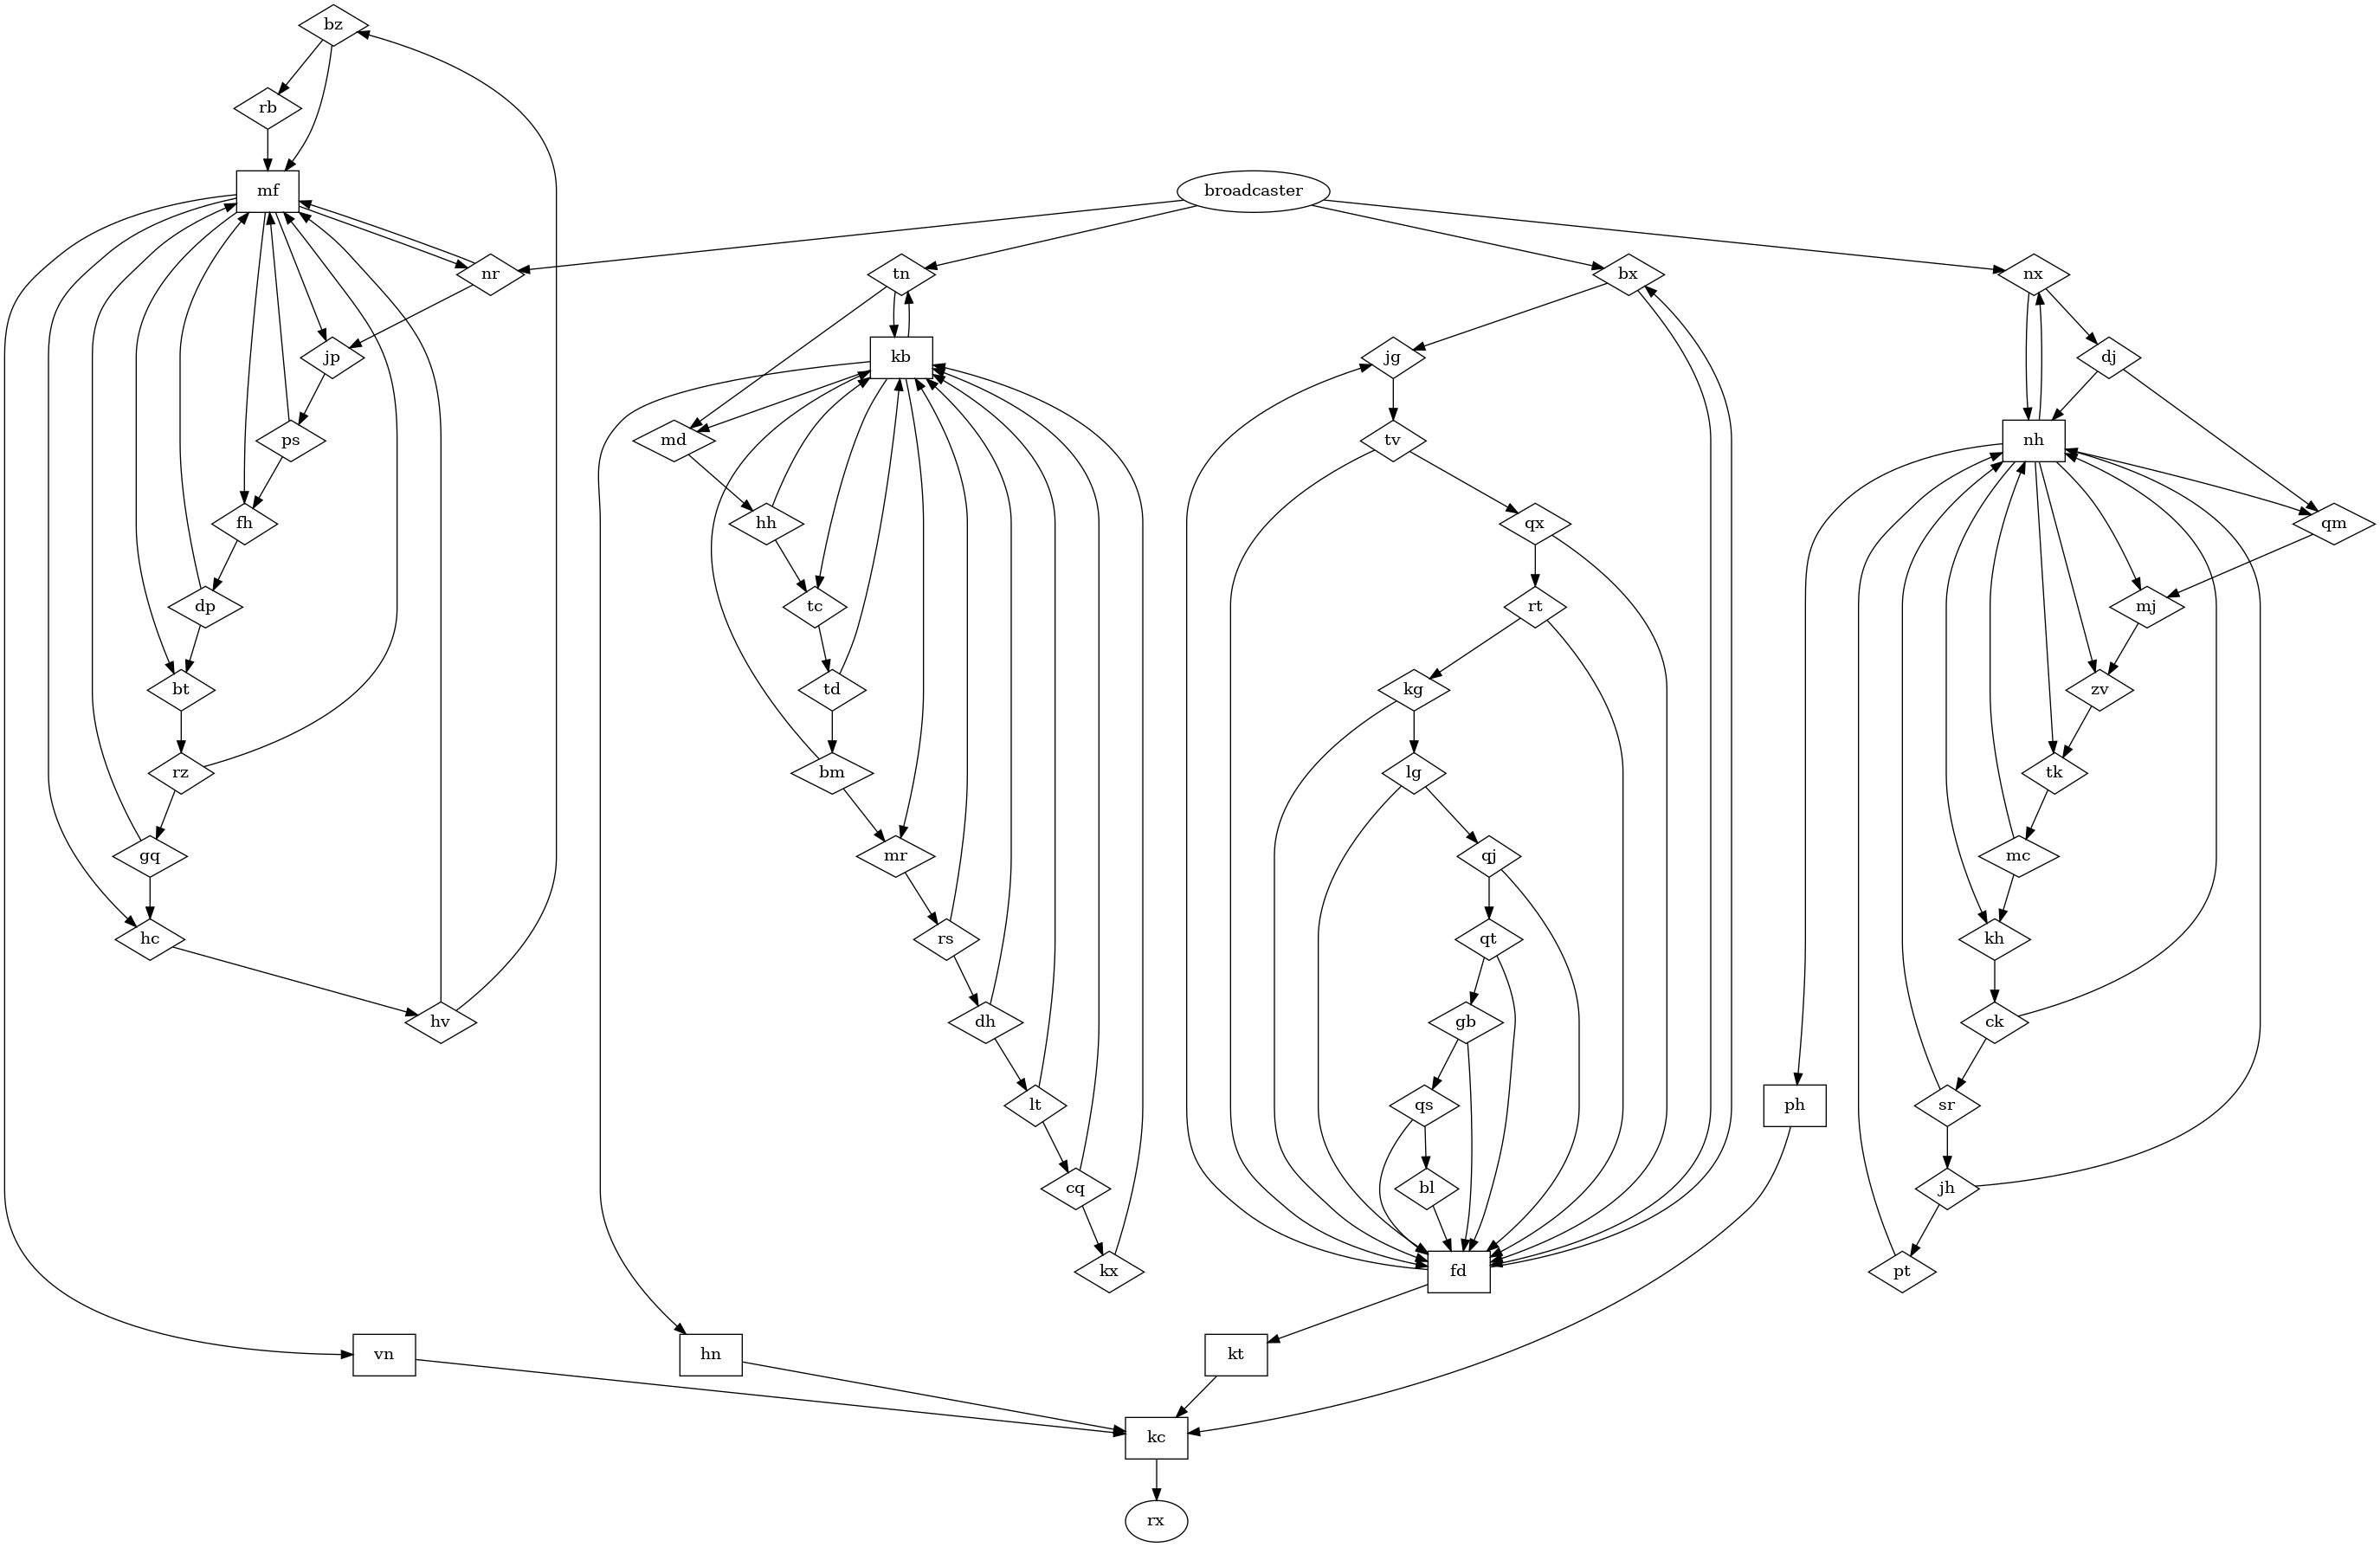 bz
rb
mf
broadcaster
nr
tn
bx
nx
jp
kb
jg
dj
ps
md
tv
nh
fh
hh
qx
qm
dp
tc
rt
mj
bt
td
kg
zv
rz
bm
lg
tk
gq
mr
qj
mc
hc
rs
qt
kh
hv
dh
gb
ck
lt
qs
ph
sr
cq
bl
jh
kx
fd
pt
vn
hn
kt
kc
rx